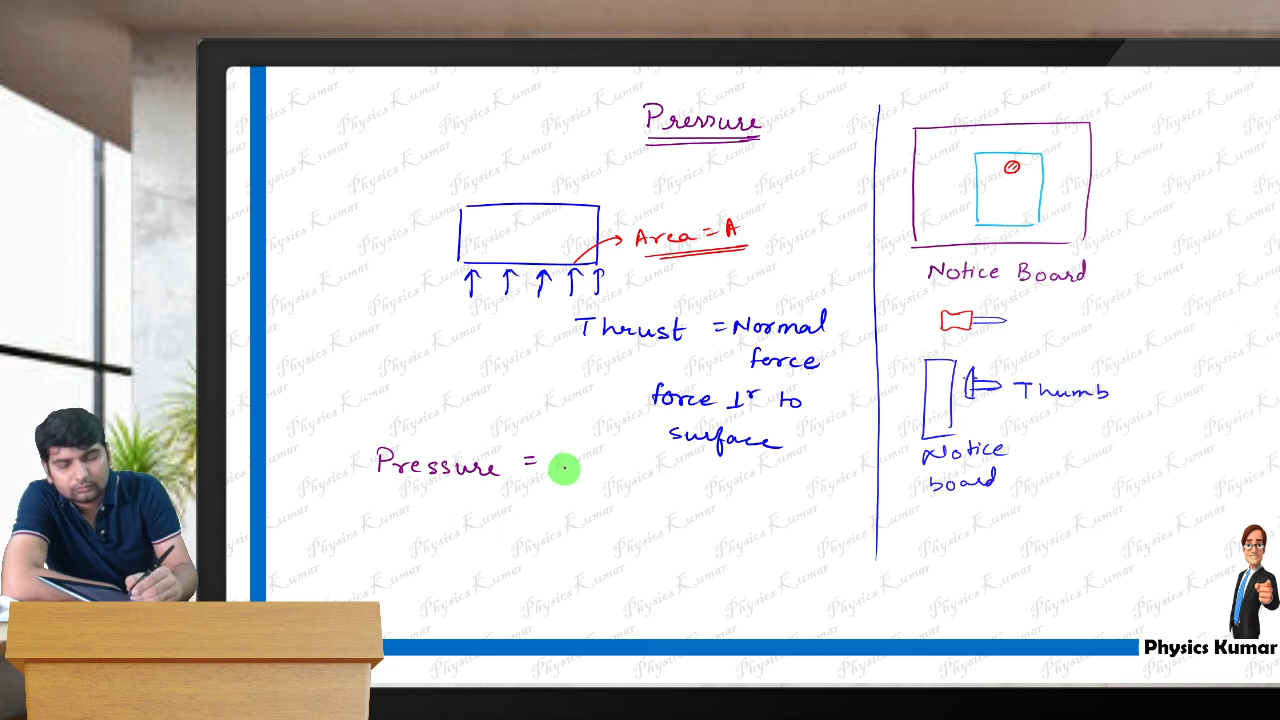 Pressure
Area = A
Thrust = Normal
force
force ⊥r to
surface
Pressure =
Notice Board
Thumb
Notice
board
Physics Kumar